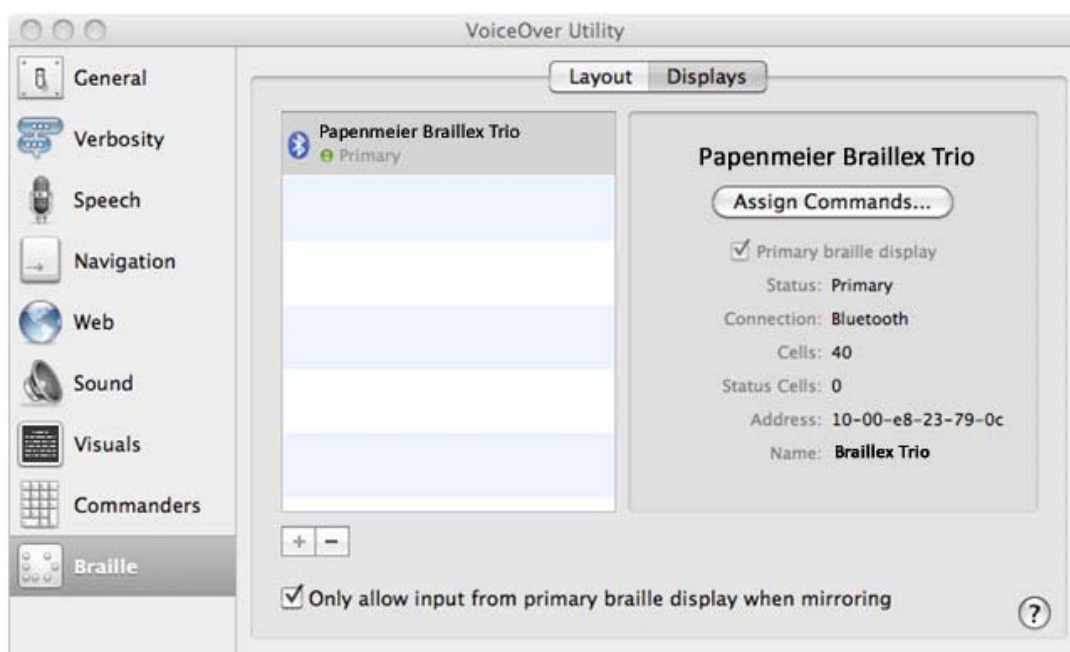 VoiceOver Utility
General
Verbosity
Speech
Navigation
Web
Sound
Visuals
Commanders
Braille
Layout Displays
Papenmeier Braillex Trio
Primary
Papenmeier Braillex Trio
Assign Commands...
Primary braille display
Status: Primary
Connection: Bluetooth
Cells: 40
Status Cells: 0
Address: 10-00-e8-23-79-0c
Name: Braillex Trio
+ −
Only allow input from primary braille display when mirroring
?